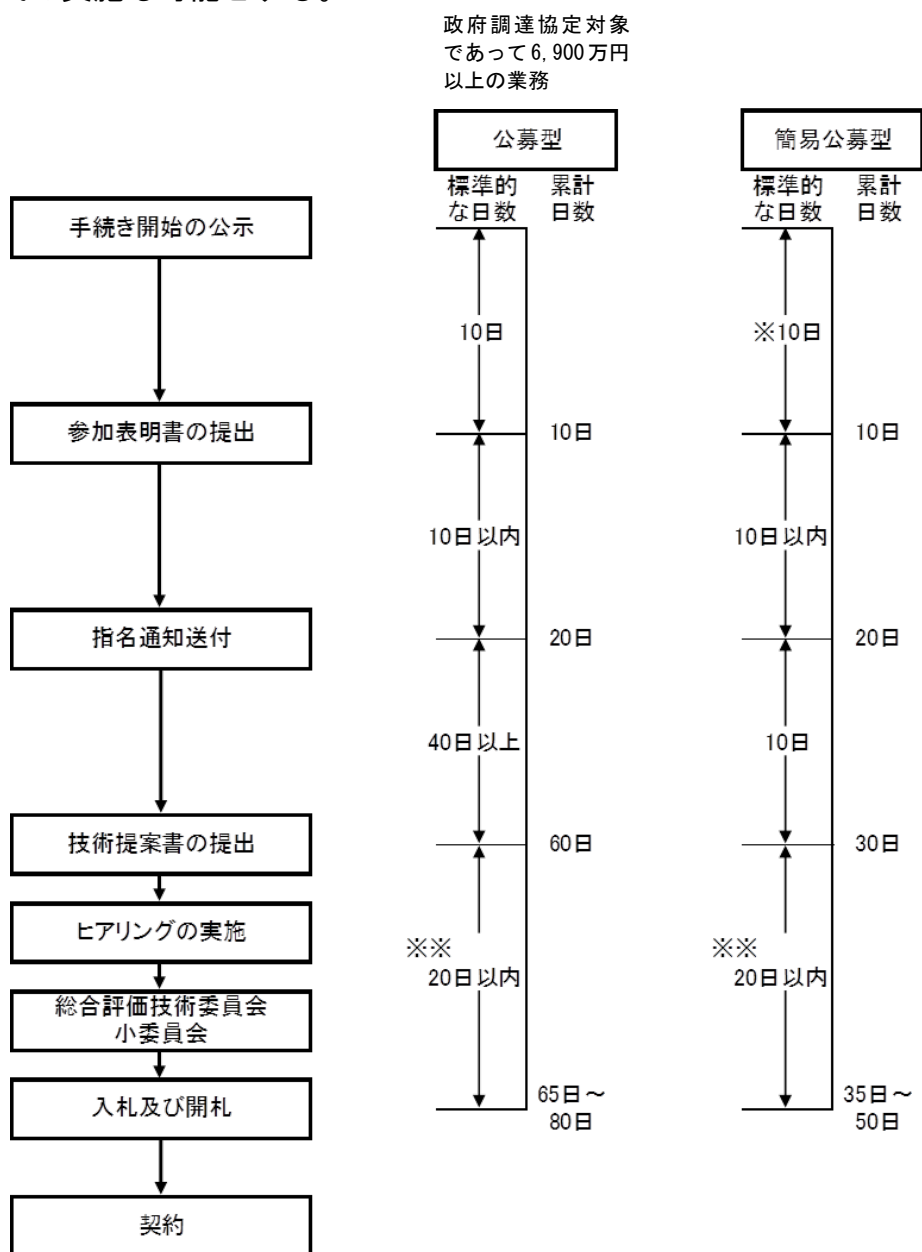 政府調達協定対象
であって6,900万円
以上の業務
公募型
簡易公募型
標準的 累計
な日数 日数
標準的 累計
な日数 日数
手続き開始の公示
10日
※10日
参加表明書の提出
10日
10日
10日以内
10日以内
指名通知送付
20日
20日
40日以上
10日
技術提案書の提出
60日
30日
ヒアリングの実施
※※
20日以内
※※
20日以内
総合評価技術委員会
小委員会
入札及び開札
65日~
80日
35日~
50日
契約